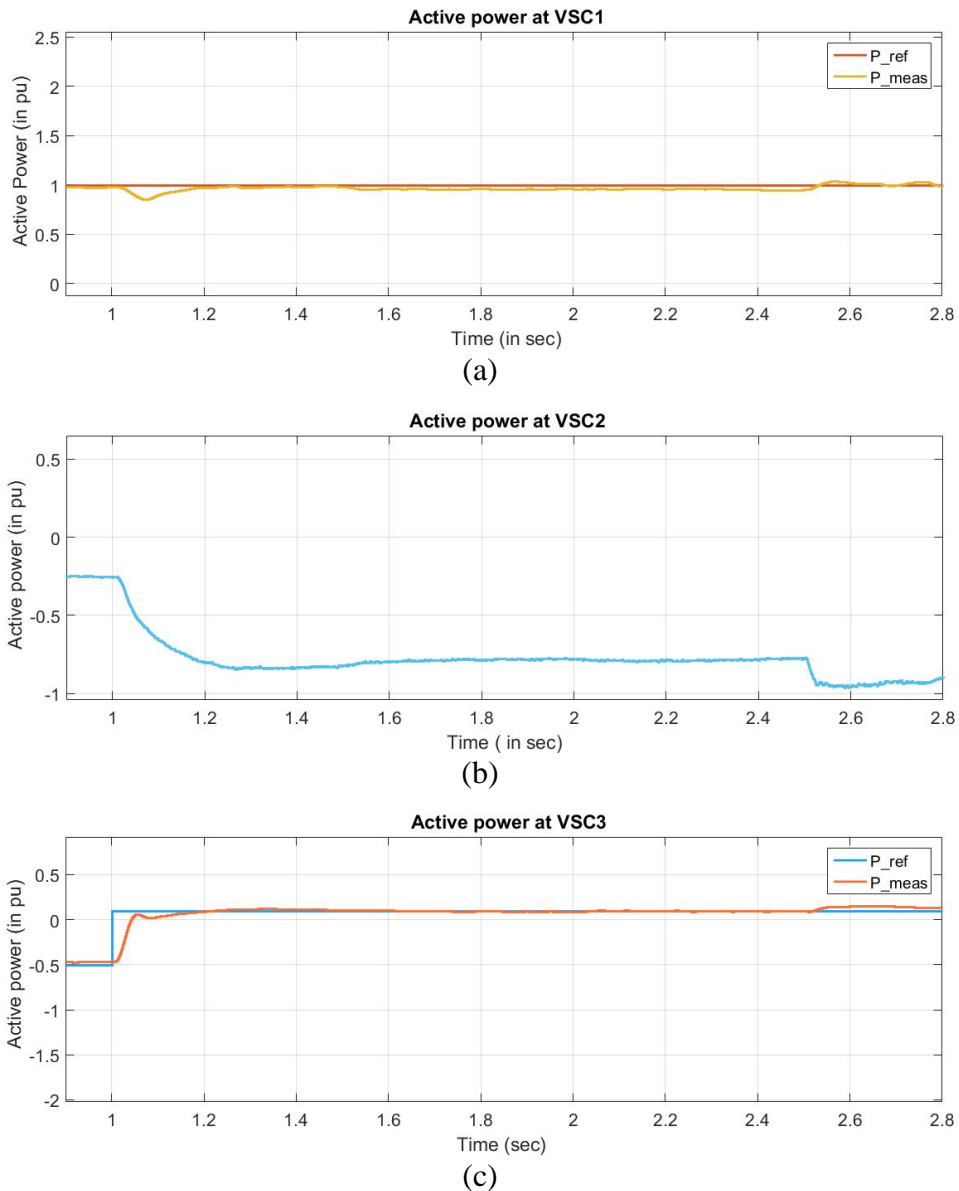 Active power at VSC1
2.5
2
1.5
1
0.5
0
Active Power (in pu)
P_ref
P_meas
1 1.2 1.4 1.6 1.8 2 2.2 2.4 2.6 2.8
Time (in sec)
(a)
Active power at VSC2
0.5
0
-0.5
-1
Active power (in pu)
1 1.2 1.4 1.6 1.8 2 2.2 2.4 2.6 2.8
Time ( in sec)
(b)
Active power at VSC3
0.5
0
-0.5
-1
-1.5
-2
Active power (in pu)
P_ref
P_meas
1 1.2 1.4 1.6 1.8 2 2.2 2.4 2.6 2.8
Time (sec)
(c)